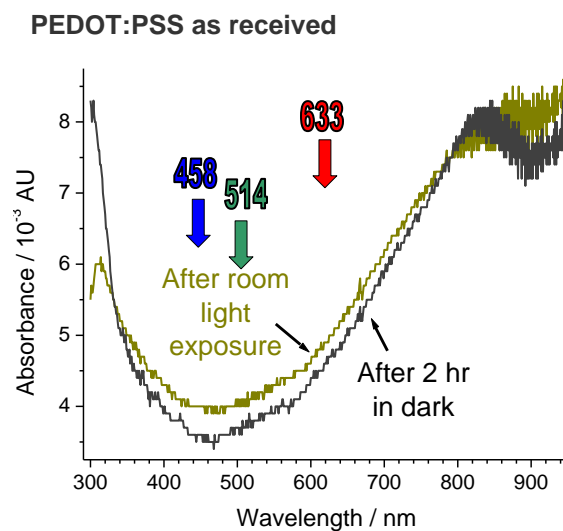 PEDOT:PSS as received
Absorbance / 10⁻³ AU
8
7
6
5
4
633
458
514
After room
light
exposure
After 2 hr
in dark
300 400 500 600 700 800 900
Wavelength / nm